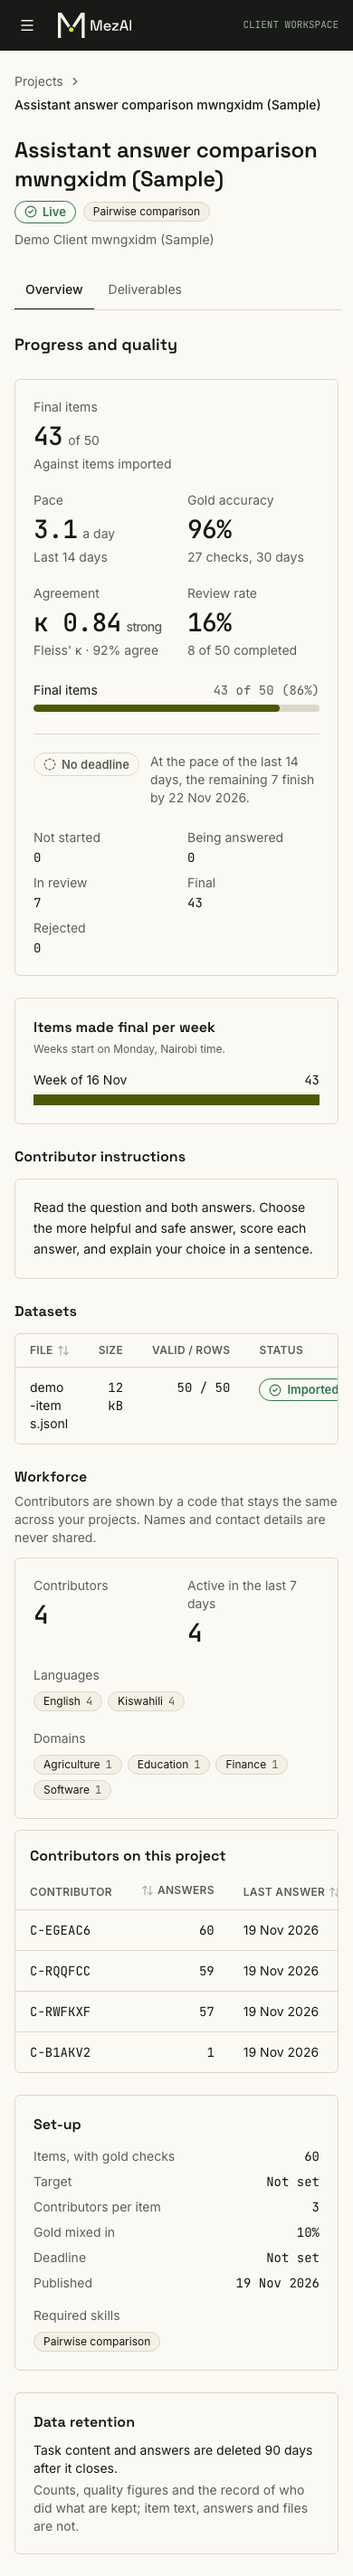 MezAI
CLIENT WORKSPACE
Projects
Assistant answer comparison mwngxidm (Sample)
Assistant answer comparison
mwngxidm (Sample)
Live
Pairwise comparison
Demo Client mwngxidm (Sample)
Overview
Deliverables
Progress and quality
Final items
43 of 50
Against items imported
Pace
3.1 a day
Last 14 days
Gold accuracy
96%
27 checks, 30 days
Agreement
κ 0.84 strong
Fleiss' κ · 92% agree
Review rate
16%
8 of 50 completed
Final items
43 of 50 (86%)
No deadline
At the pace of the last 14
days, the remaining 7 finish
by 22 Nov 2026.
Not started
0
Being answered
0
In review
7
Final
43
Rejected
0
Items made final per week
Weeks start on Monday, Nairobi time.
Week of 16 Nov
43
Contributor instructions
Read the question and both answers. Choose
the more helpful and safe answer, score each
answer, and explain your choice in a sentence.
Datasets
FILE
SIZE
VALID / ROWS
STATUS
demo
-item
s.jsonl
12
kB
50 / 50
Imported
Workforce
Contributors are shown by a code that stays the same
across your projects. Names and contact details are
never shared.
Contributors
4
Active in the last 7
days
4
Languages
English 4
Kiswahili 4
Domains
Agriculture 1
Education 1
Finance 1
Software 1
Contributors on this project
CONTRIBUTOR
ANSWERS
LAST ANSWER
C-EGEAC6
60
19 Nov 2026
C-RQQFCC
59
19 Nov 2026
C-RWFKXF
57
19 Nov 2026
C-B1AKV2
1
19 Nov 2026
Set-up
Items, with gold checks
60
Target
Not set
Contributors per item
3
Gold mixed in
10%
Deadline
Not set
Published
19 Nov 2026
Required skills
Pairwise comparison
Data retention
Task content and answers are deleted 90 days
after it closes.
Counts, quality figures and the record of who
did what are kept; item text, answers and files
are not.